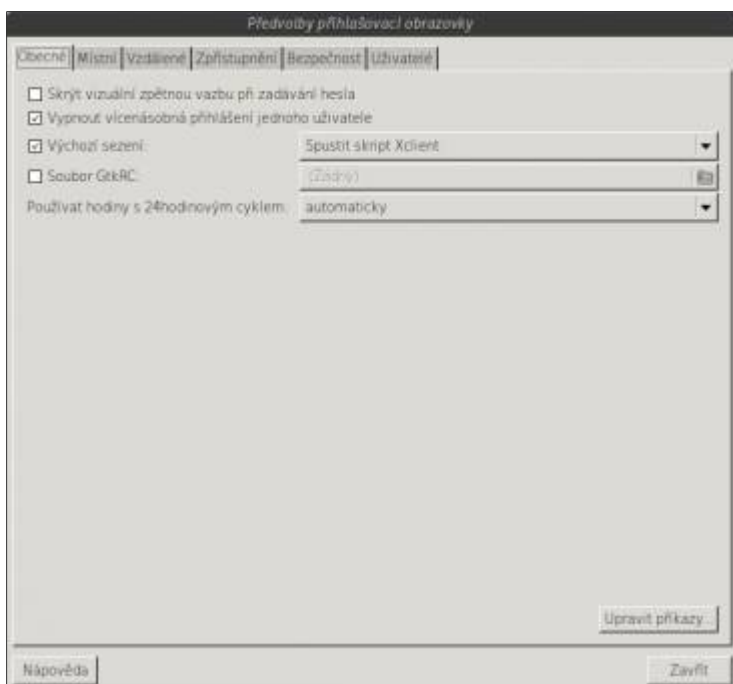 Předvolby přihlašovací obrazovky
Obecné Místní Vzdálené Zpřístupnění Bezpečnost Uživatelé
Skrýt vizuální zpětnou vazbu při zadávání hesla
Vypnout vícenásobná přihlášení jednoho uživatele
Výchozí sezení: Spustit skript Xclient
Soubor GtkRC: (Žádný)
Používat hodiny s 24hodinovým cyklem: automaticky
Upravit příkazy...
Nápověda Zavřít